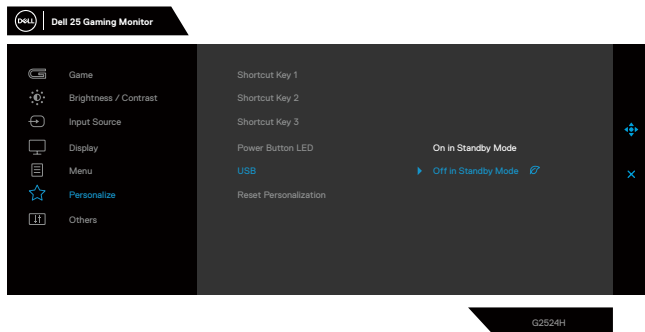 DELL
Dell 25 Gaming Monitor
Game
Shortcut Key 1
Brightness / Contrast
Shortcut Key 2
Input Source
Shortcut Key 3
Display
Power Button LED
On in Standby Mode
Menu
USB
Off in Standby Mode
Personalize
Reset Personalization
Others
G2524H